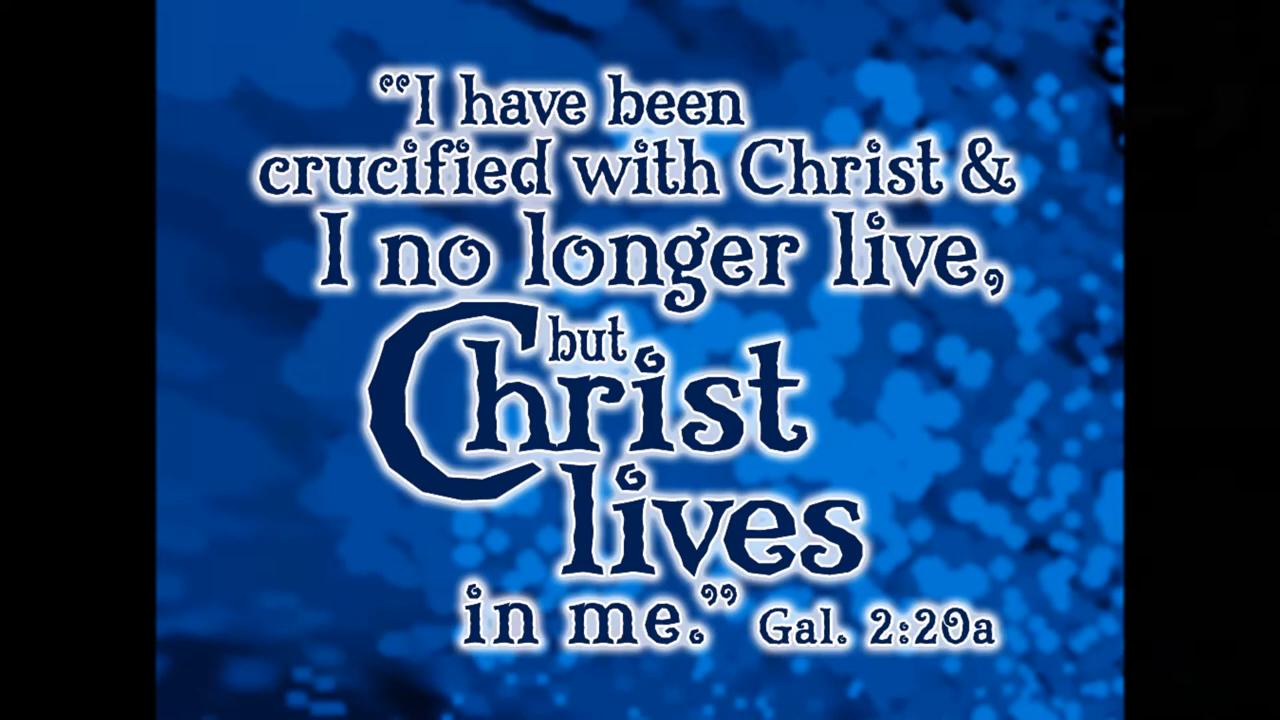 “I have been
crucified with Christ &
I no longer live,
but
Christ
lives
in me.” Gal. 2:20a